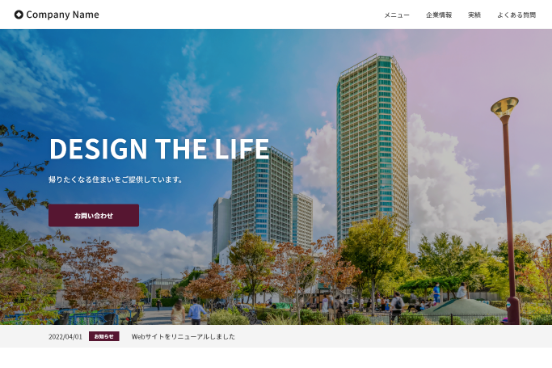 Company Name
メニュー 企業情報 実績 よくある質問
DESIGN THE LIFE
帰りたくなる住まいをご提供しています。
お問い合わせ
2022/04/01 お知らせ Webサイトをリニューアルしました